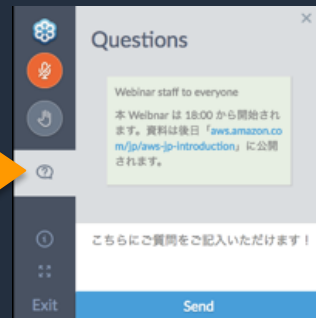 Questions
Webinar staff to everyone
本 Weibnar は 18:00 から開始され
ます。資料は後日「aws.amazon.co
m/jp/aws-jp-introduction」に公開
されます。
こちらにご質問をご記入いただけます！
Exit
Send